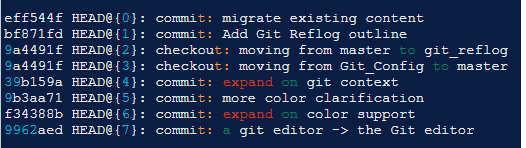 eff544f HEAD@{0}: commit: migrate existing content
bf871fd HEAD@{1}: commit: Add Git Reflog outline
9a4491f HEAD@{2}: checkout: moving from master to git_reflog
9a4491f HEAD@{3}: checkout: moving from Git_Config to master
39b159a HEAD@{4}: commit: expand on git context
9b3aa71 HEAD@{5}: commit: more color clarification
f34388b HEAD@{6}: commit: expand on color support
9962aed HEAD@{7}: commit: a git editor -> the Git editor